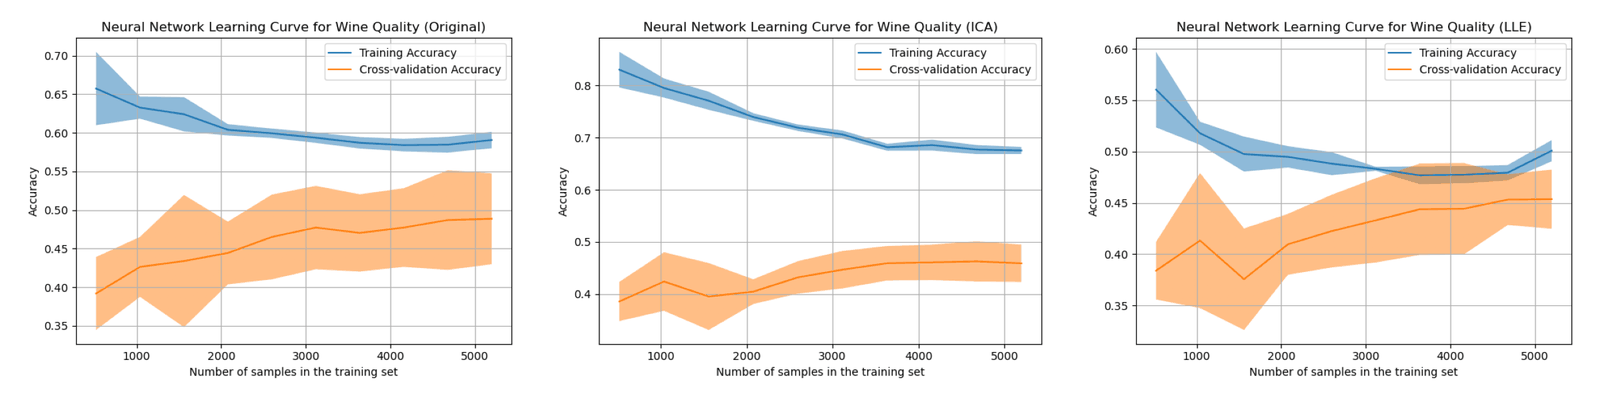 Neural Network Learning Curve for Wine Quality (Original)
Training Accuracy
Cross-validation Accuracy
0.70
0.65
0.60
0.55
0.50
0.45
0.40
0.35
Accuracy
1000
2000
3000
4000
5000
Number of samples in the training set
Neural Network Learning Curve for Wine Quality (ICA)
Training Accuracy
Cross-validation Accuracy
0.8
0.7
0.6
0.5
0.4
Accuracy
1000
2000
3000
4000
5000
Number of samples in the training set
Neural Network Learning Curve for Wine Quality (LLE)
Training Accuracy
Cross-validation Accuracy
0.60
0.55
0.50
0.45
0.40
0.35
Accuracy
1000
2000
3000
4000
5000
Number of samples in the training set